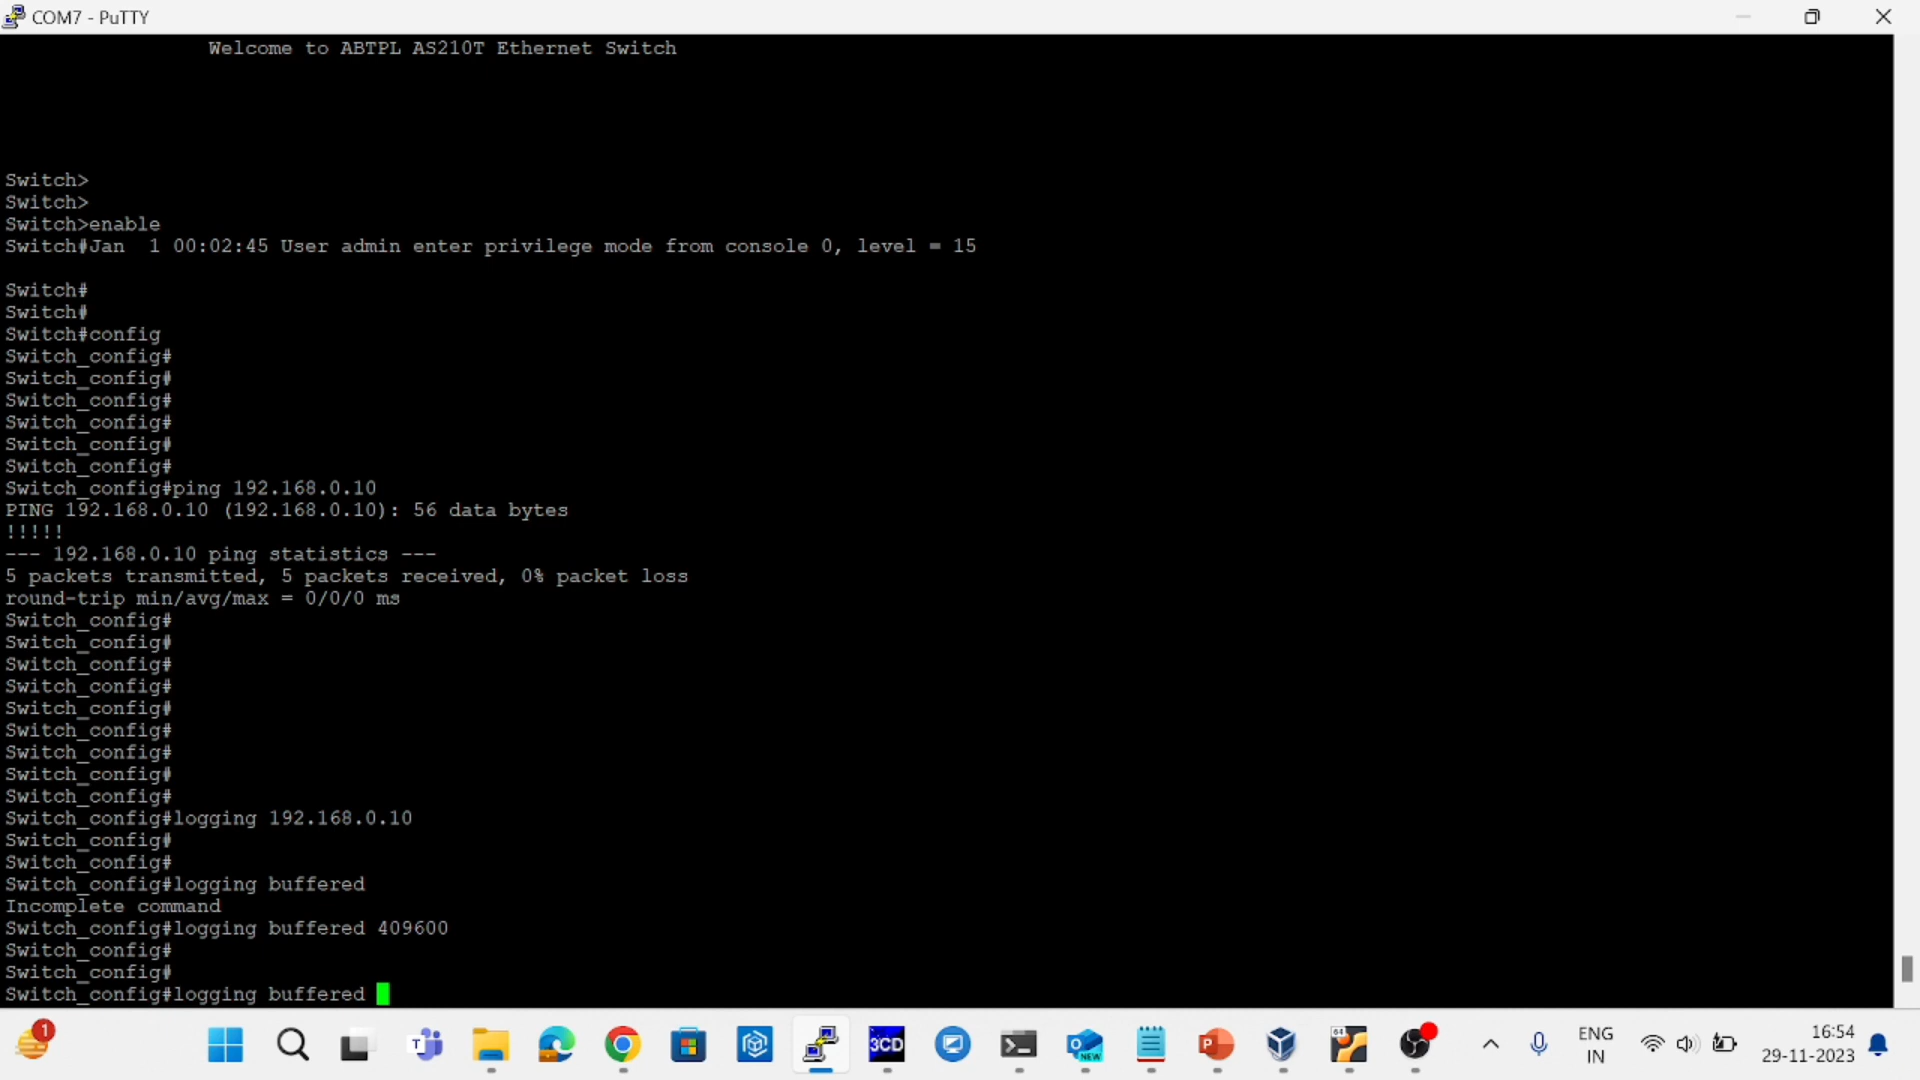 COM7 - PuTTY
Welcome to ABTPL AS210T Ethernet Switch
Switch>
Switch>
Switch>enable
Switch#Jan  1 00:02:45 User admin enter privilege mode from console 0, level = 15
Switch#
Switch#
Switch#config
Switch_config#
Switch_config#
Switch_config#
Switch_config#
Switch_config#
Switch_config#
Switch_config#ping 192.168.0.10
PING 192.168.0.10 (192.168.0.10): 56 data bytes
!!!!!
--- 192.168.0.10 ping statistics ---
5 packets transmitted, 5 packets received, 0% packet loss
round-trip min/avg/max = 0/0/0 ms
Switch_config#
Switch_config#
Switch_config#
Switch_config#
Switch_config#
Switch_config#
Switch_config#
Switch_config#
Switch_config#
Switch_config#logging 192.168.0.10
Switch_config#
Switch_config#
Switch_config#logging buffered
Incomplete command
Switch_config#logging buffered 409600
Switch_config#
Switch_config#
Switch_config#logging buffered
1
T
3CD
O
NEW
P
64
ENG
IN
16:54
29-11-2023